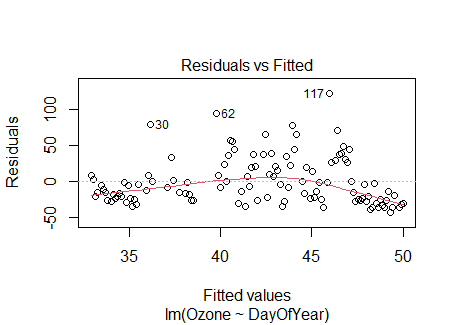 Residuals vs Fitted
Residuals
100
50
0
-50
117
62
30
35
40
45
50
Fitted values
lm(Ozone ~ DayOfYear)